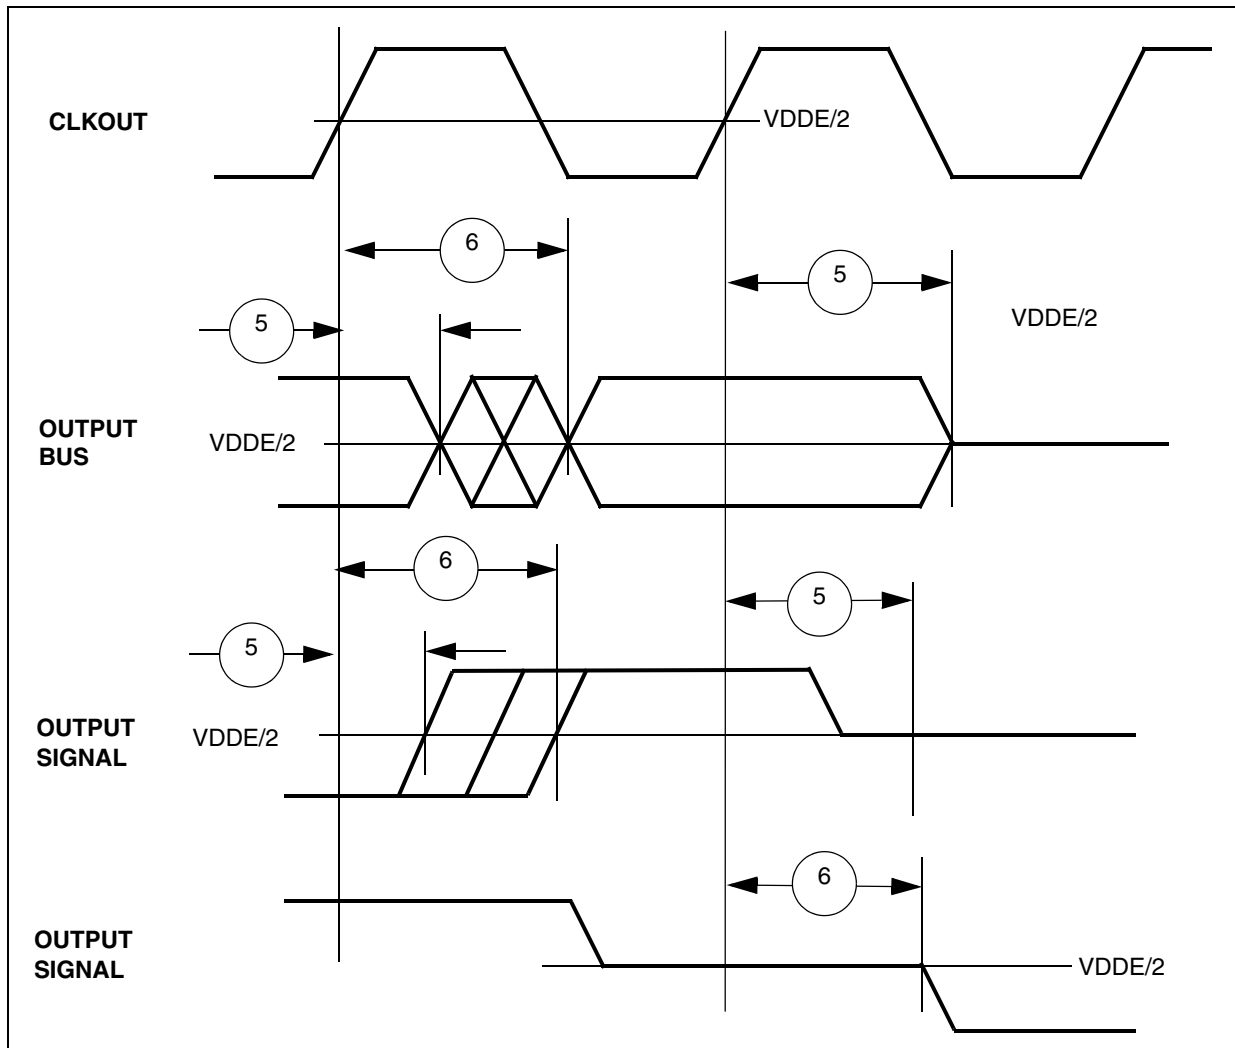 CLKOUT
VDDE/2
6
5
5
VDDE/2
OUTPUT
BUS
VDDE/2
6
5
5
OUTPUT
SIGNAL
VDDE/2
6
OUTPUT
SIGNAL
VDDE/2